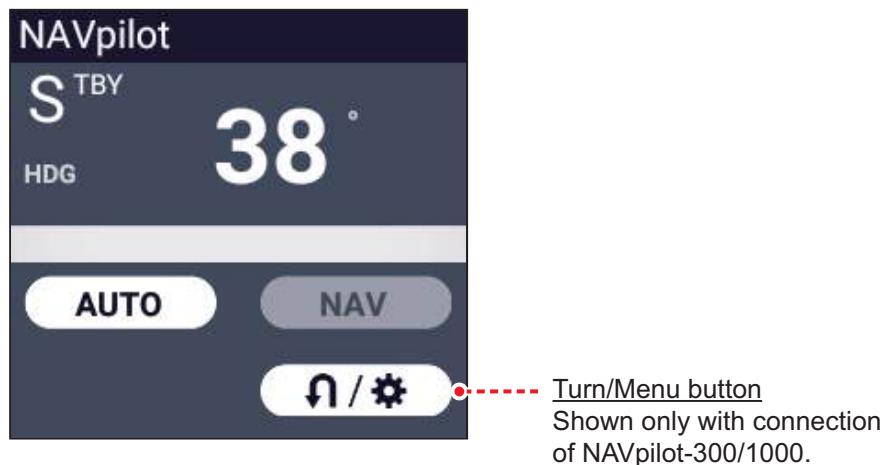 NAVpilot
S TBY
38°
HDG
AUTO NAV
/
Turn/Menu button
Shown only with connection
of NAVpilot-300/1000.